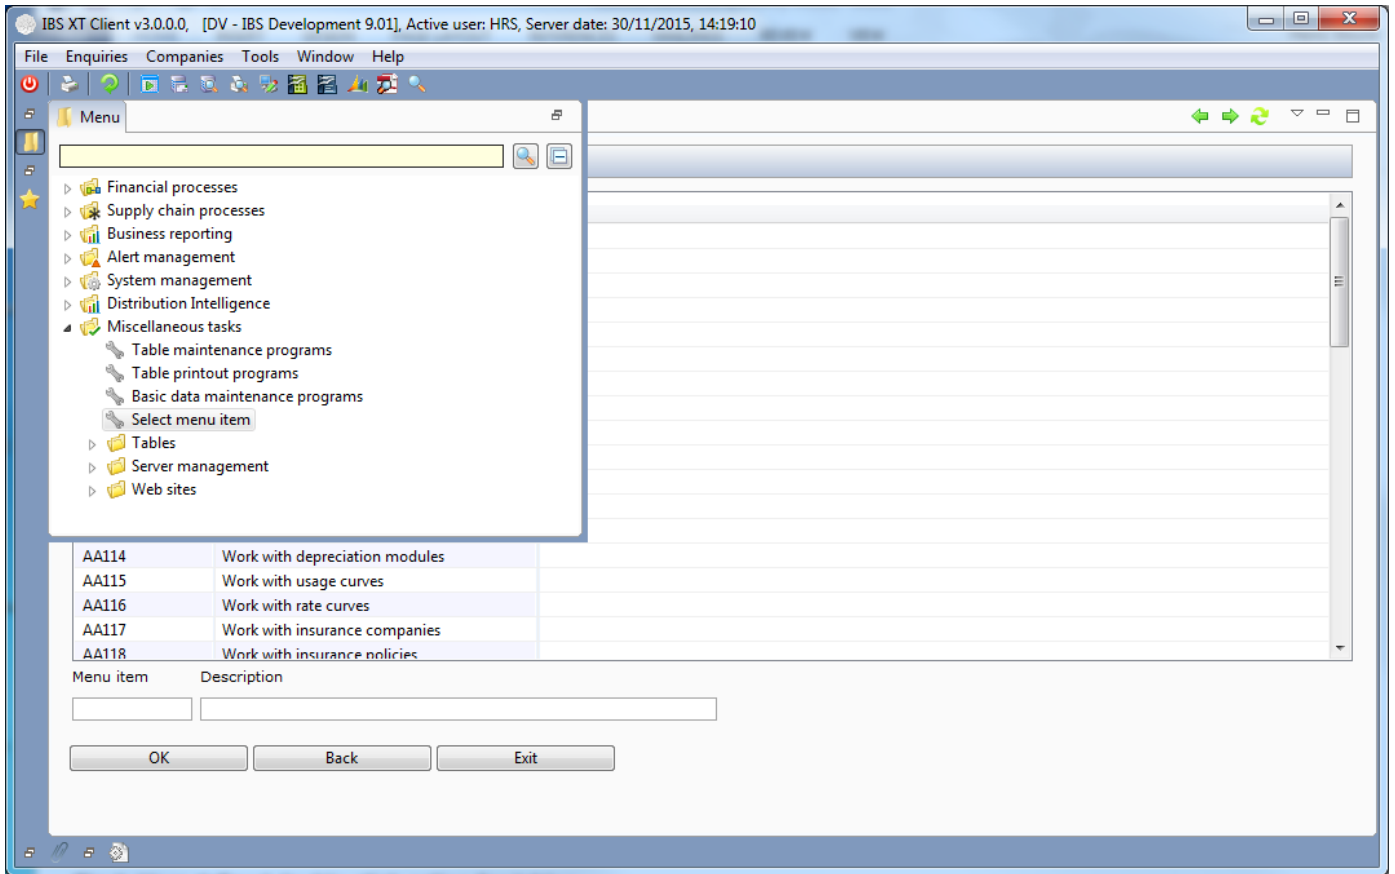 IBS XT Client v3.0.0.0, [DV - IBS Development 9.01], Active user: HRS, Server date: 30/11/2015, 14:19:10
File Enquiries Companies Tools Window Help
Menu
Financial processes
Supply chain processes
Business reporting
Alert management
System management
Distribution Intelligence
Miscellaneous tasks
Table maintenance programs
Table printout programs
Basic data maintenance programs
Select menu item
Tables
Server management
Web sites
AA114 Work with depreciation modules
AA115 Work with usage curves
AA116 Work with rate curves
AA117 Work with insurance companies
AA118 Work with insurance policies
Menu item Description
OK Back Exit